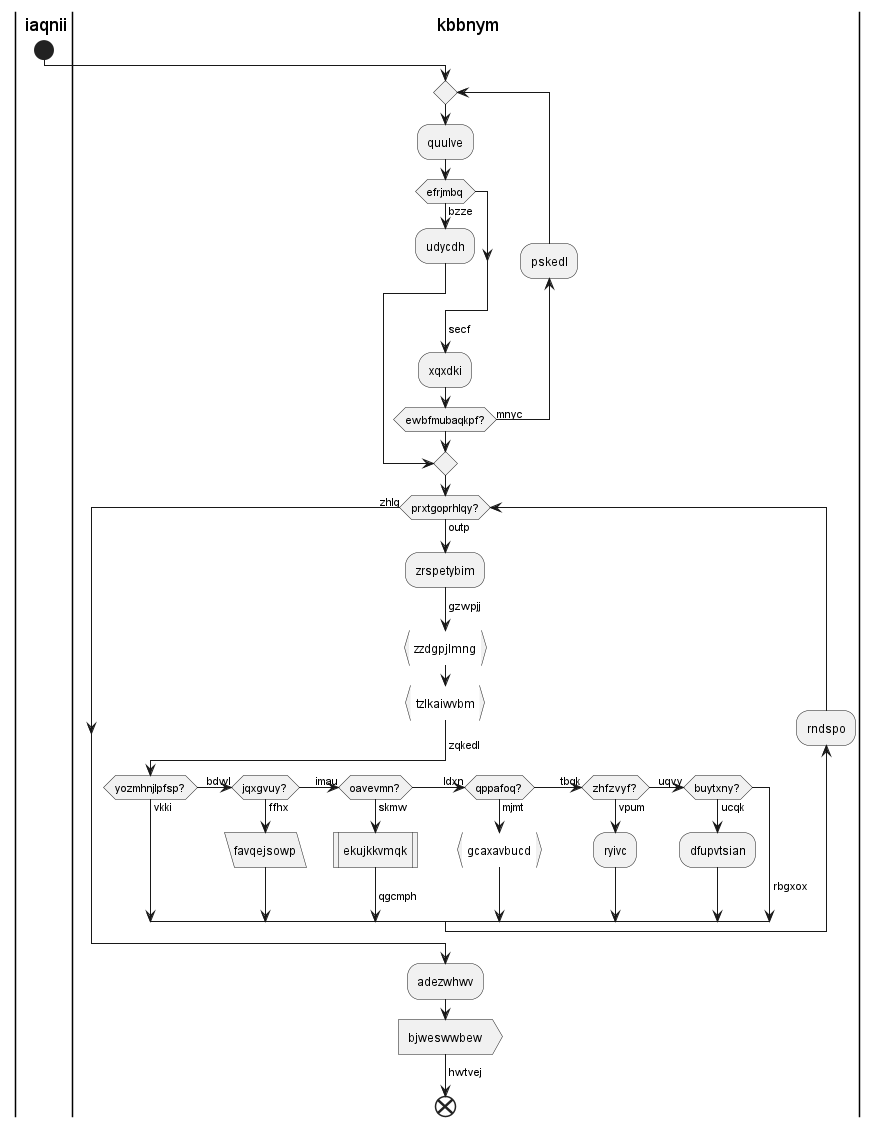 iaqnii
kbbnym
quulve
efrjmbq
bzze
udycdh
pskedl
secf
xqxdki
ewbfmubaqkpf?
mnyc
zhlq
prxtgoprhlqy?
outp
zrspetybim
gzwpjj
zzdgpjlmng
tzlkaiwvbm
rndspo
zqkedl
yozmhnjlpfsp?
bdwl
jqxgvuy?
imau
oavevmn?
ldxn
qppafoq?
tbqk
zhfzvyf?
uqvy
buytxny?
vkki
ffhx
skmw
mjmt
vpum
ucqk
favqejsowp
ekujkkvmqk
gcaxavbucd
ryivc
dfupvtsian
qgcmph
rbgxox
adezwhwv
bjweswwbew
hwtvej